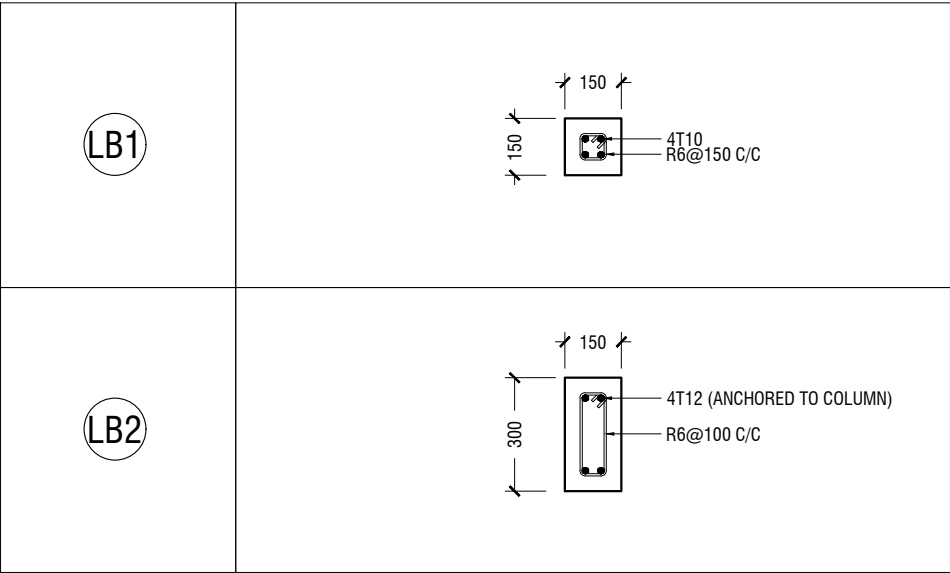 LB1
150
150
4T10
R6@150 C/C
LB2
150
300
4T12 (ANCHORED TO COLUMN)
R6@100 C/C